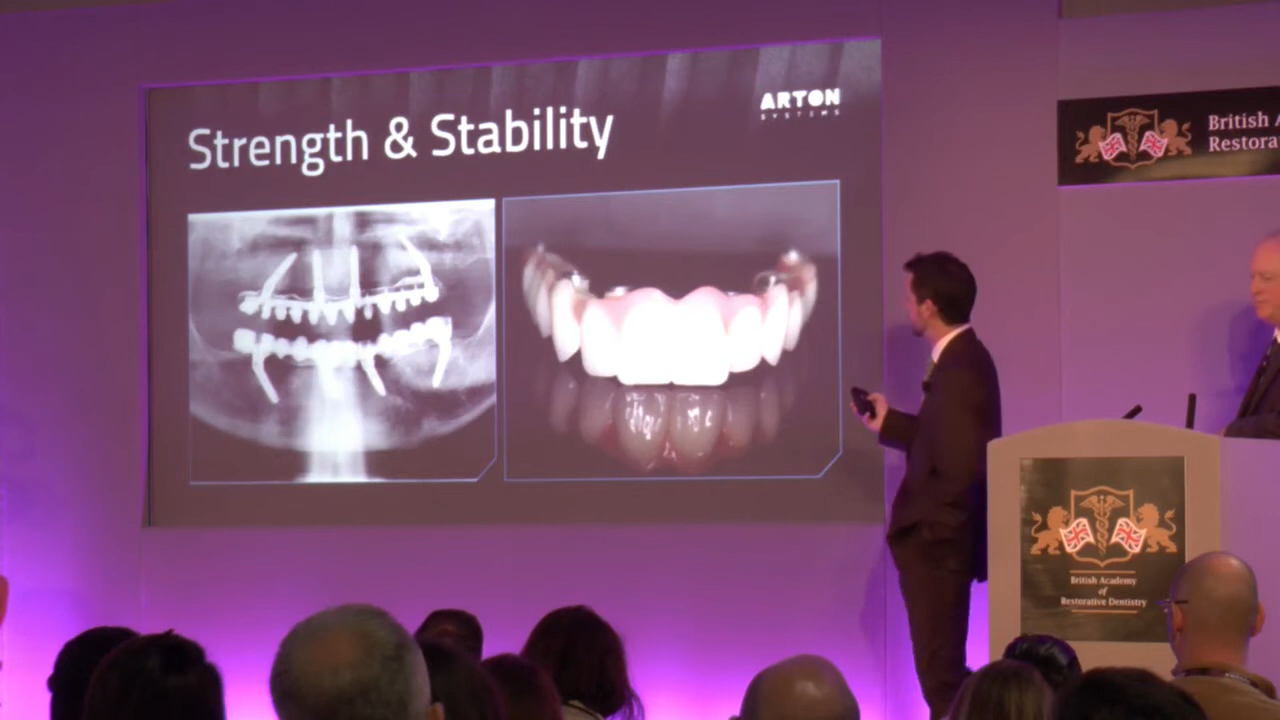 Strength & Stability
ARTON
SYSTEMS
British A
Restora
British Academy
of
Restorative Dentistry